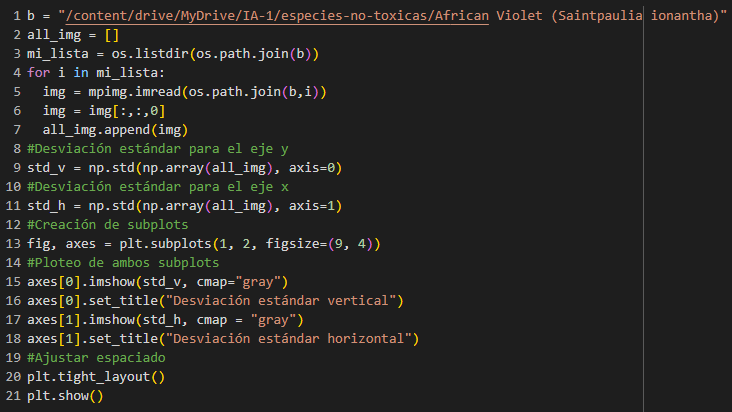 1 b = "/content/drive/MyDrive/IA-1/especies-no-toxicas/African Violet (Saintpaulia ionantha)"
2 all_img = []
3 mi_lista = os.listdir(os.path.join(b))
4 for i in mi_lista:
5   img = mpimg.imread(os.path.join(b,i))
6   img = img[:,:,0]
7   all_img.append(img)
8 #Desviación estándar para el eje y
9 std_v = np.std(np.array(all_img), axis=0)
10 #Desviación estándar para el eje x
11 std_h = np.std(np.array(all_img), axis=1)
12 #Creación de subplots
13 fig, axes = plt.subplots(1, 2, figsize=(9, 4))
14 #Ploteo de ambos subplots
15 axes[0].imshow(std_v, cmap="gray")
16 axes[0].set_title("Desviación estándar vertical")
17 axes[1].imshow(std_h, cmap = "gray")
18 axes[1].set_title("Desviación estándar horizontal")
19 #Ajustar espaciado
20 plt.tight_layout()
21 plt.show()